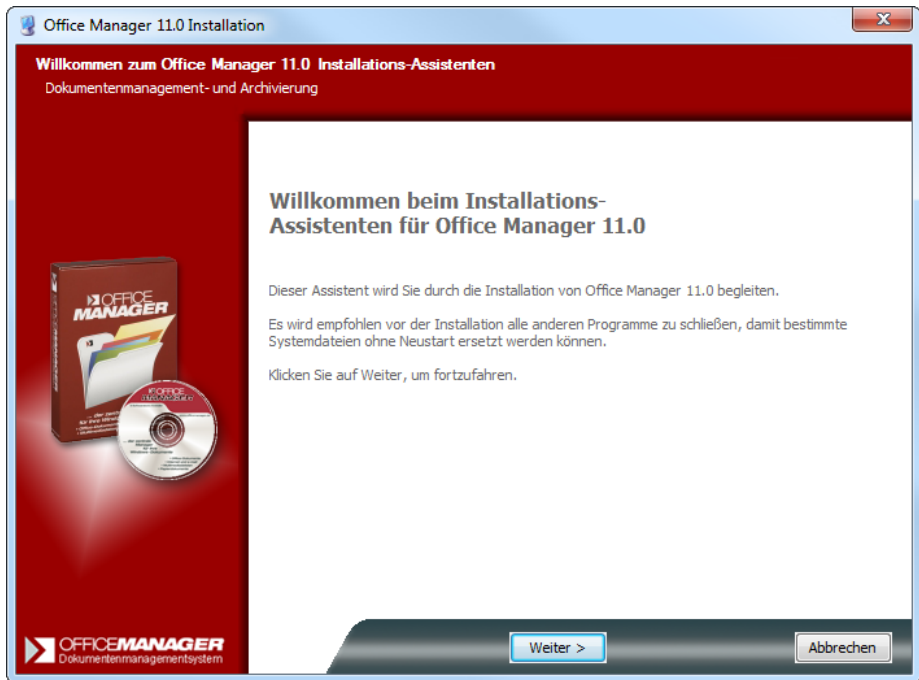 Office Manager 11.0 Installation
Willkommen zum Office Manager 11.0 Installations-Assistenten
Dokumentenmanagement- und Archivierung
Willkommen beim Installations-
Assistenten für Office Manager 11.0
Dieser Assistent wird Sie durch die Installation von Office Manager 11.0 begleiten.
Es wird empfohlen vor der Installation alle anderen Programme zu schließen, damit bestimmte
Systemdateien ohne Neustart ersetzt werden können.
Klicken Sie auf Weiter, um fortzufahren.
OFFICE
MANAGER
OFFICE
MANAGER
OFFICEMANAGER
Dokumentenmanagementsystem
Weiter >
Abbrechen